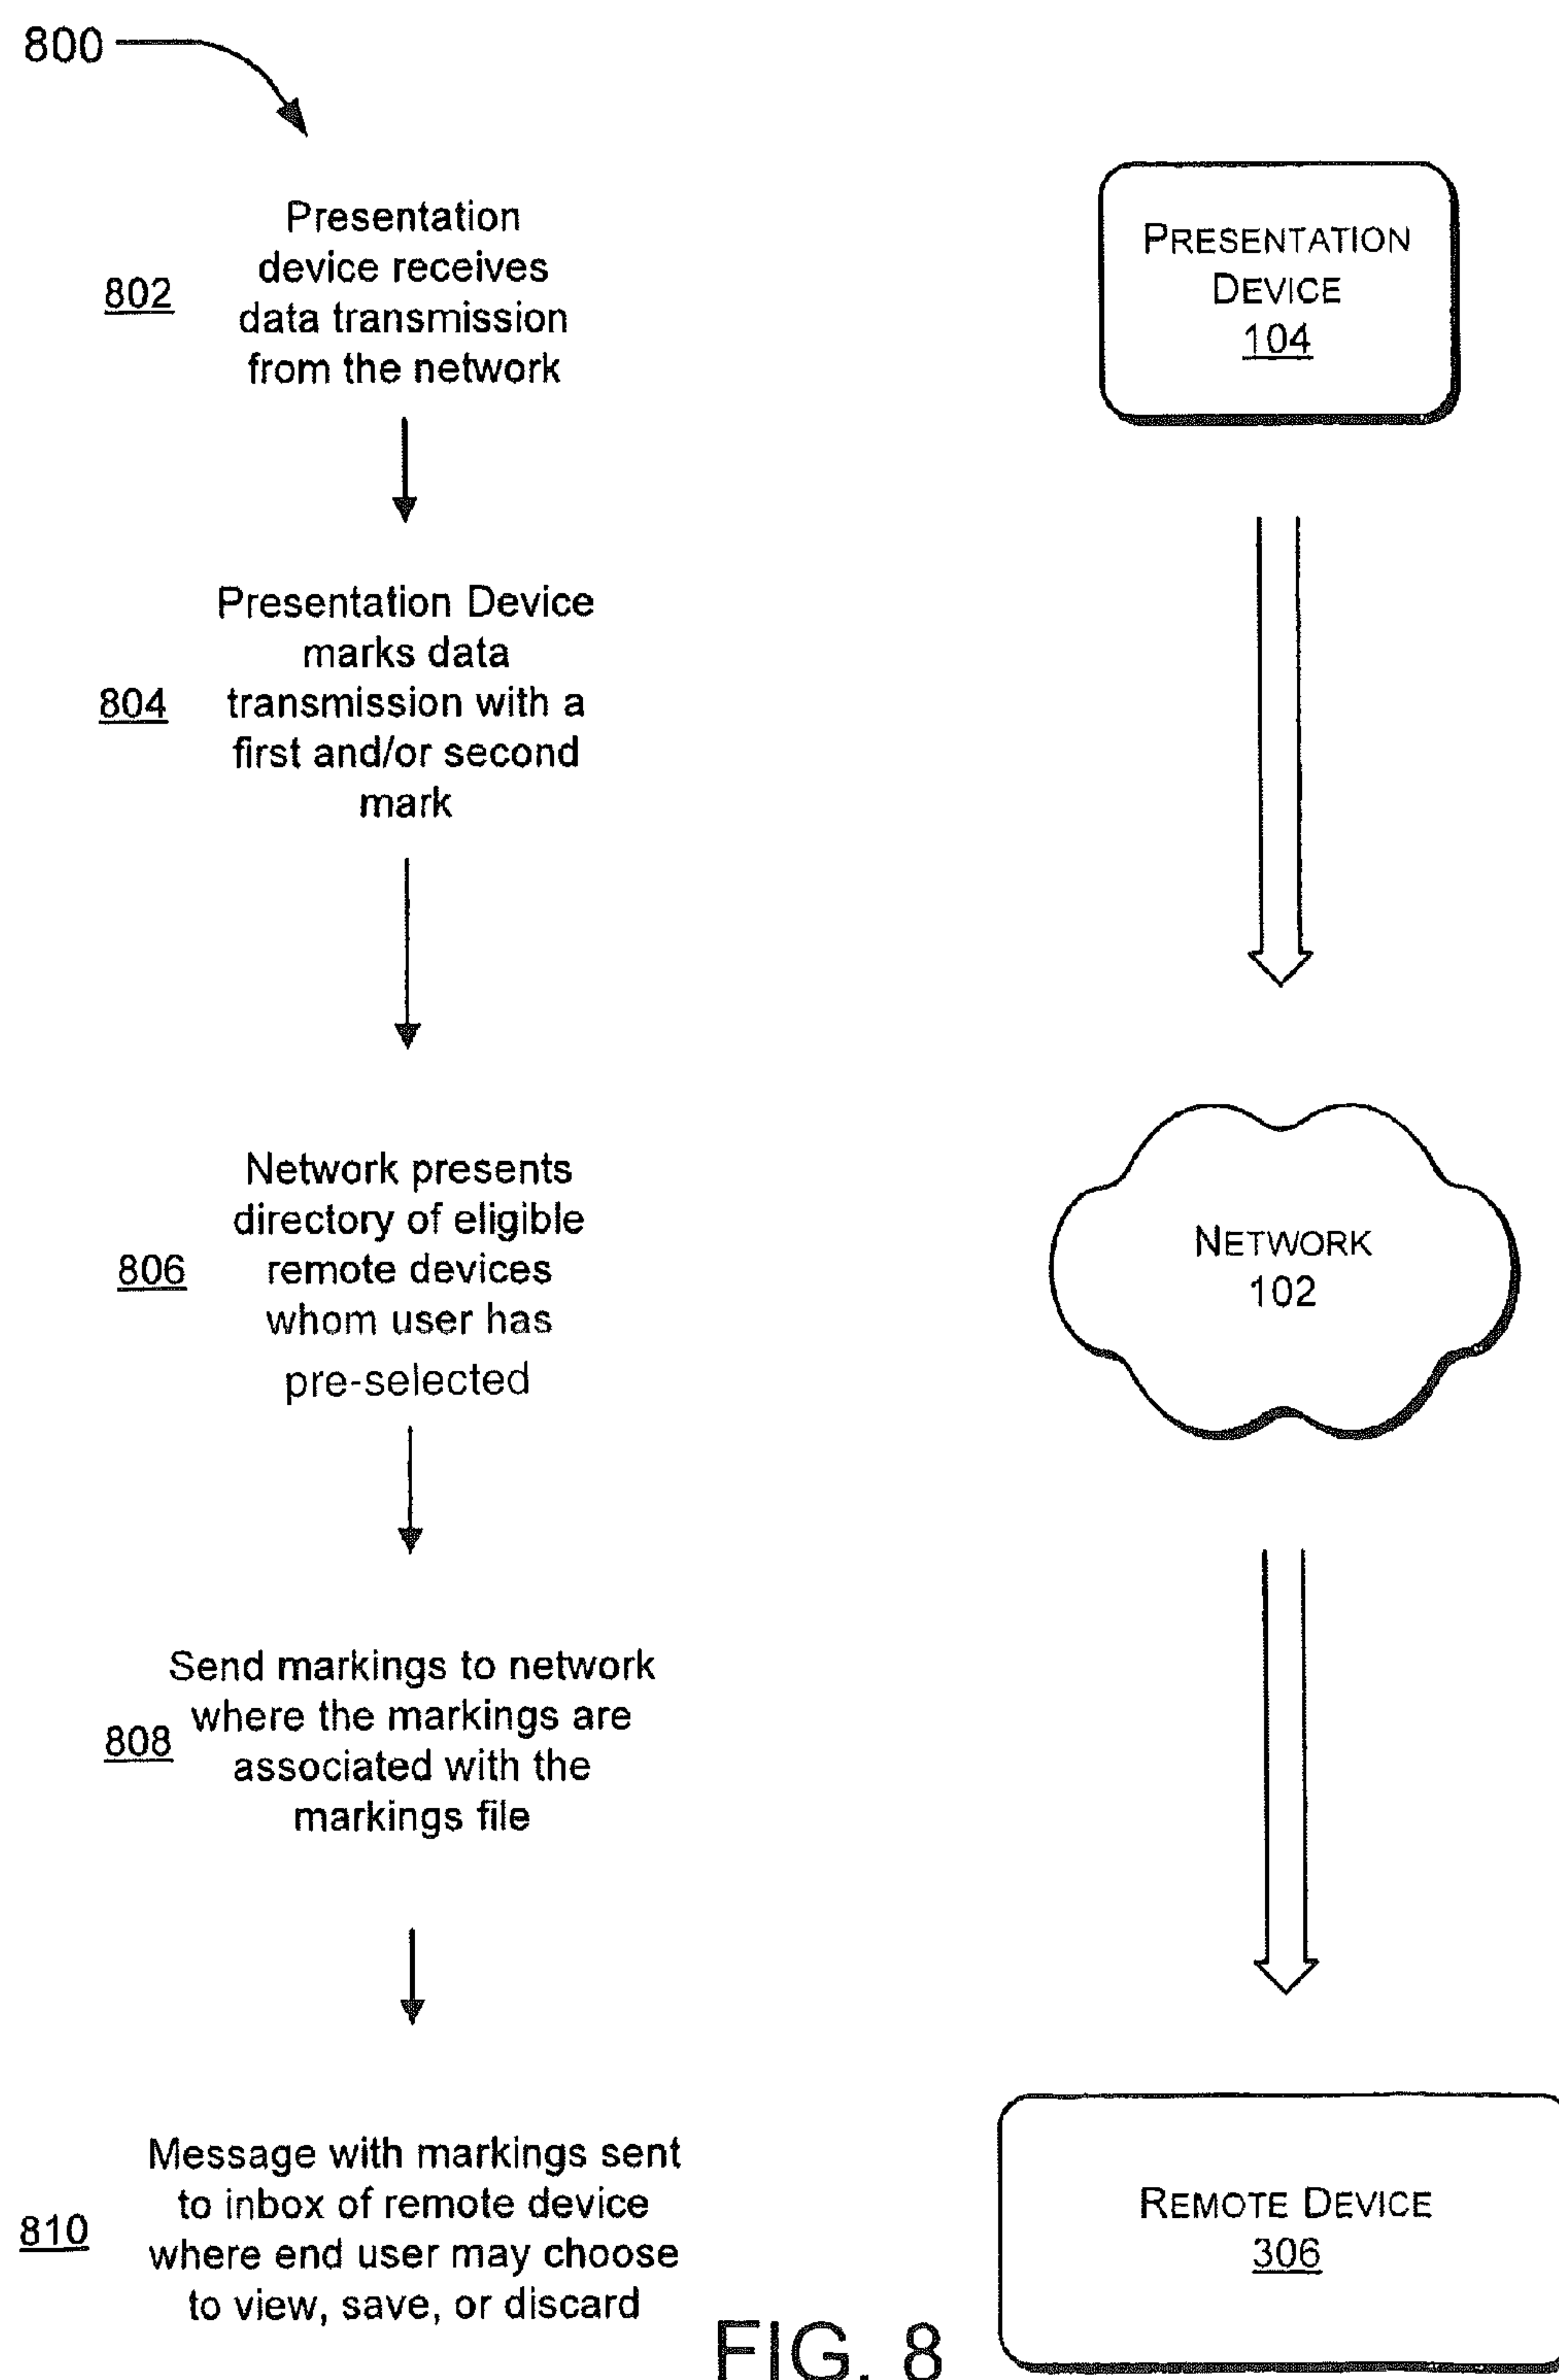 800
Presentation
device receives
802
data transmission
from the network
Presentation Device
marks data
804
transmission with a
first and/or second
mark
Network presents
directory of eligible
806
remote devices
whom user has
pre-selected
Send markings to network
where the markings are
808
associated with the
markings file
Message with markings sent
to inbox of remote device
810
where end user may choose
to view, save, or discard
PRESENTATION
DEVICE
104
NETWORK
102
REMOTE DEVICE
306
FIG. 8